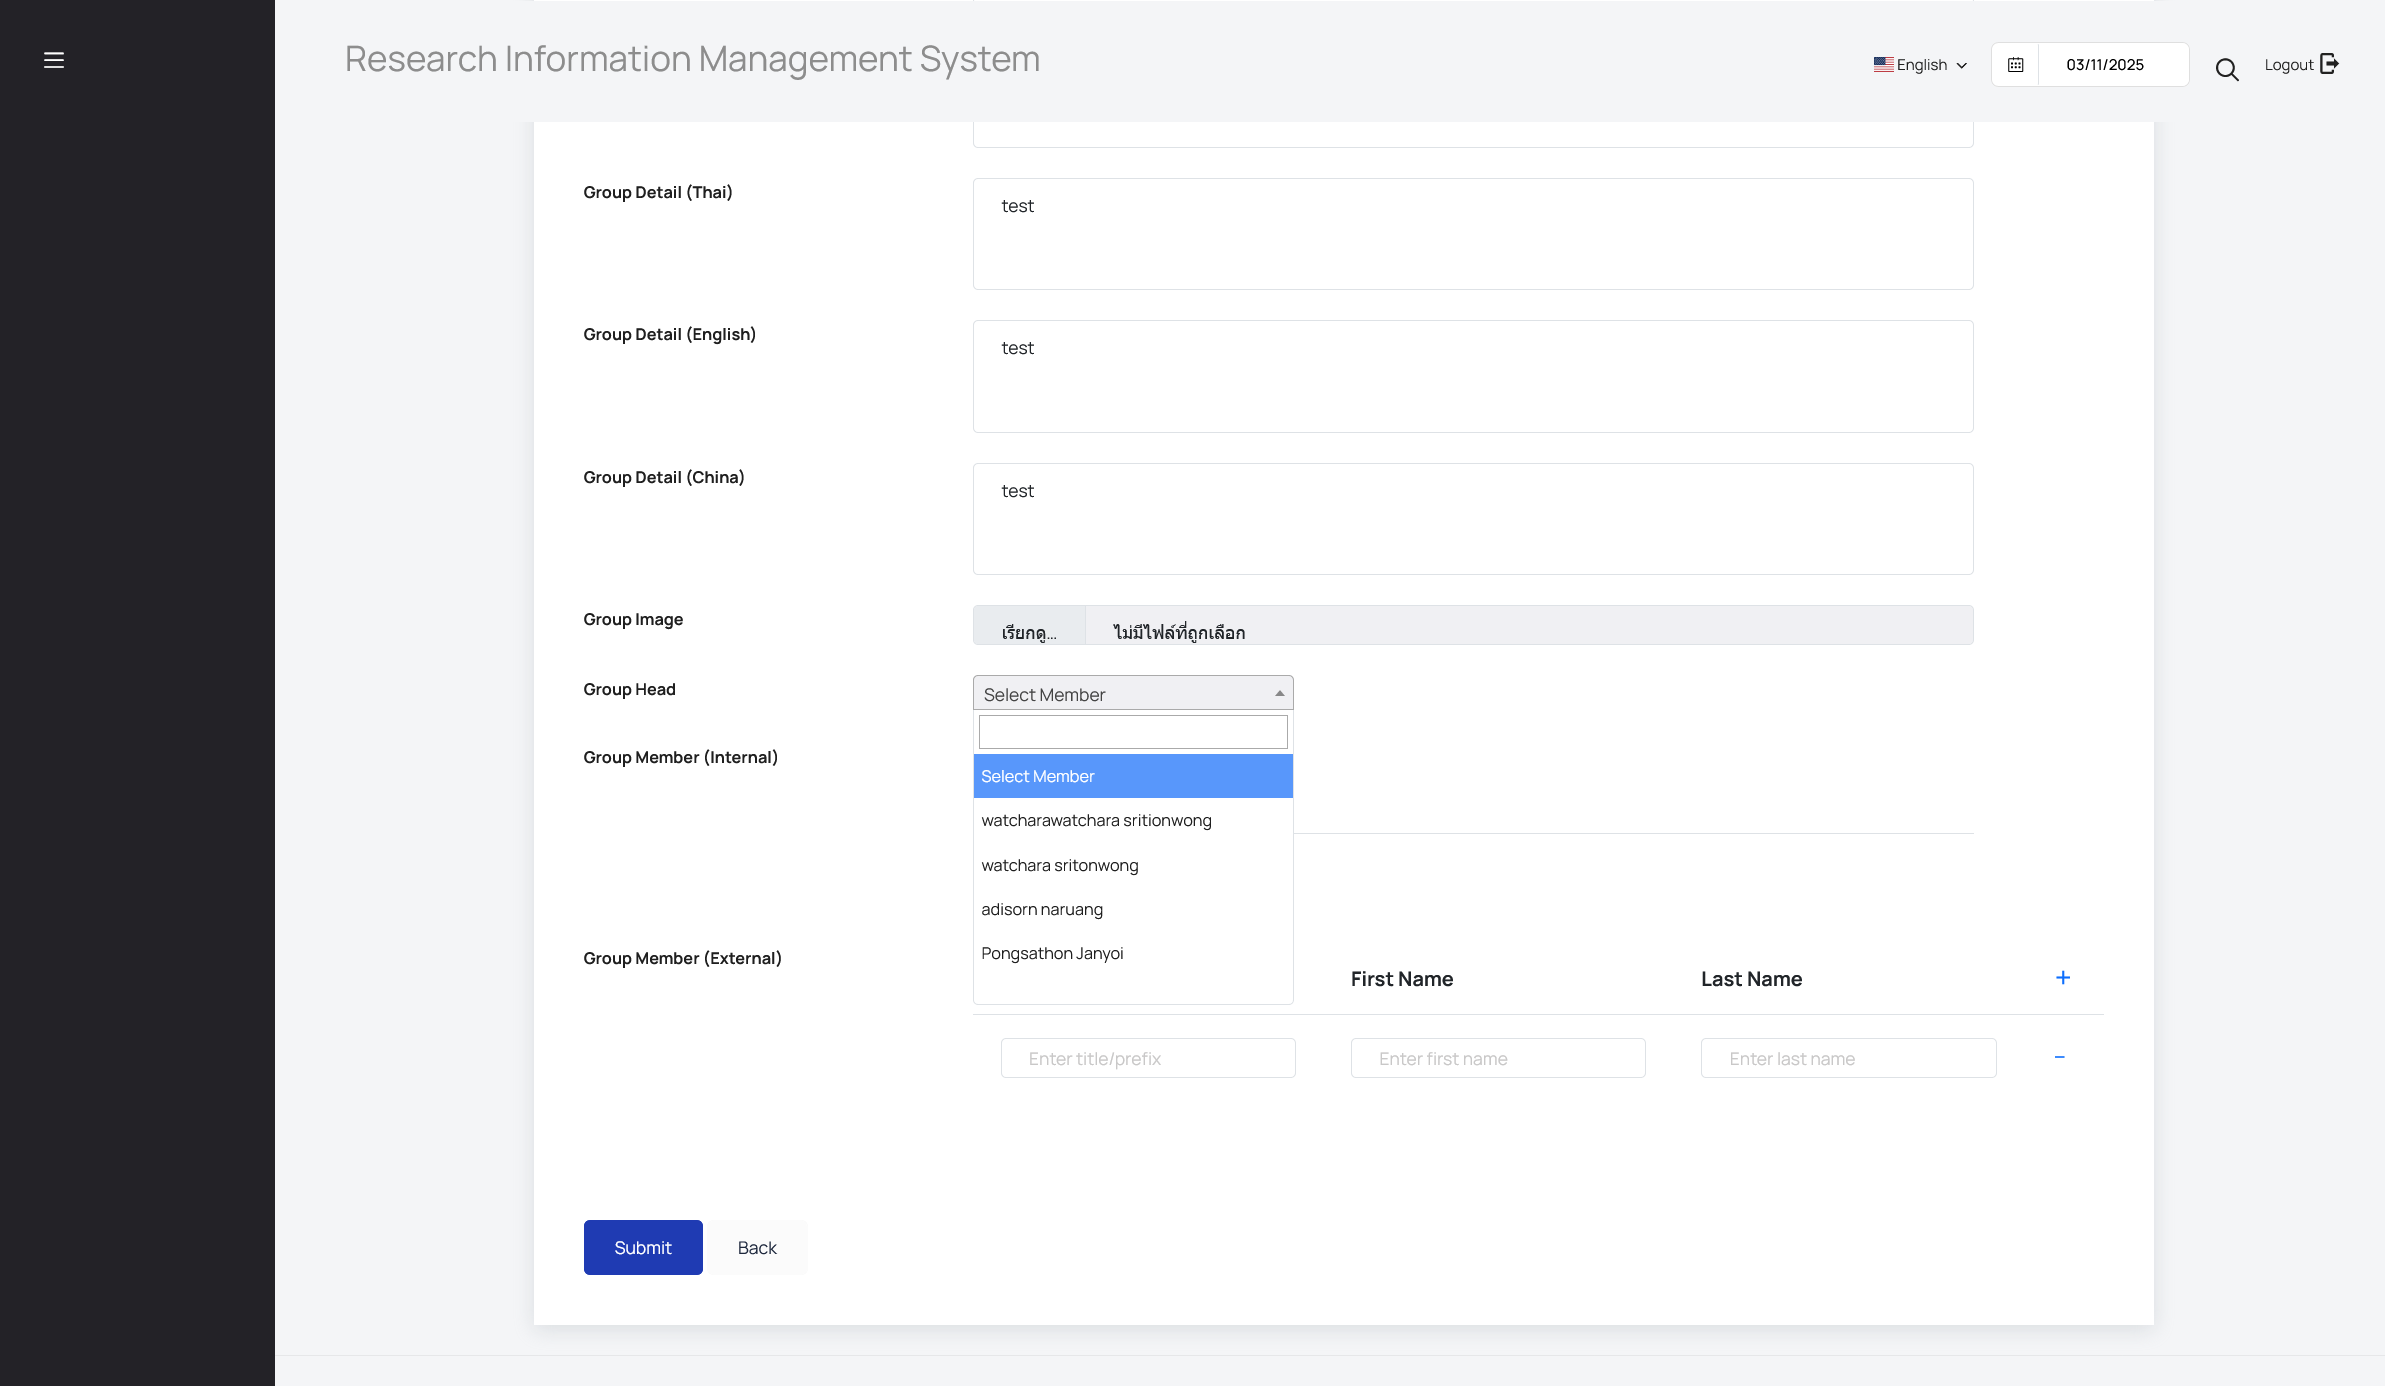 Research Information Management System
English
03/11/2025
Logout
Group Detail (Thai)
test
Group Detail (English)
test
Group Detail (China)
test
Group Image
เรียกดู...
ไม่มีไฟล์ที่ถูกเลือก
Group Head
Select Member
Group Member (Internal)
Select Member
watcharawatchara sritionwong
watchara sritonwong
adisorn naruang
Pongsathon Janyoi
Group Member (External)
First Name
Last Name
+
Enter title/prefix
Enter first name
Enter last name
-
Submit
Back